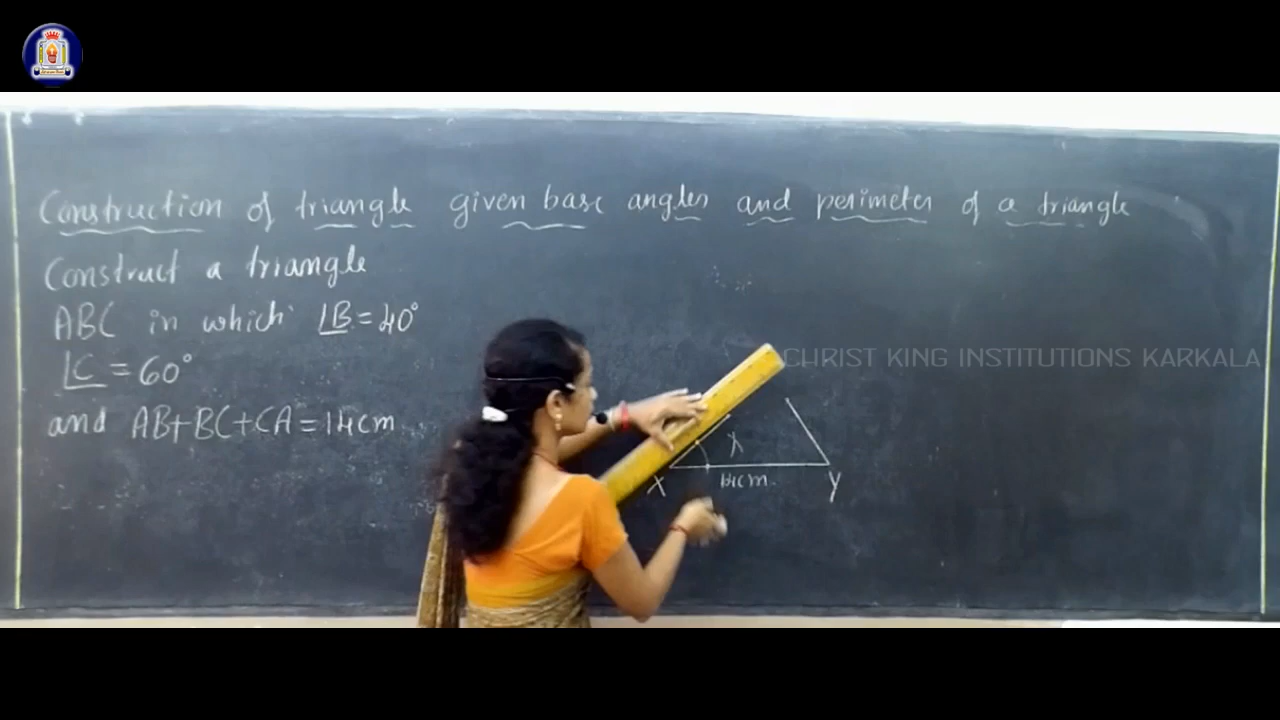 Construction of triangle given base angles and perimeter of a triangle
Construct a triangle
ABC in which ∠B = 40°
∠C = 60°
and AB+BC+CA = 14cm
CHRIST KING INSTITUTIONS KARKALA
X 14cm Y